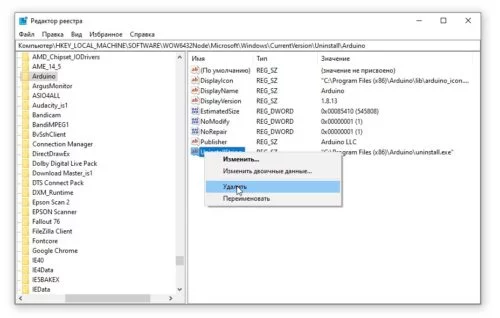 Редактор реестра
Файл Правка Вид Избранное Справка
Компьютер\HKEY_LOCAL_MACHINE\SOFTWARE\WOW6432Node\Microsoft\Windows\CurrentVersion\Uninstall\Arduino
AMD_Chipset_IODrivers
AME_14_5
Arduino
ArgusMonitor
ASIO4ALL
Audacity_is1
Bandicam
BandiMPEG1
BvSshClient
Connection Manager
DirectDrawEx
Dolby Digital Live Pack
Download Master_is1
DTS Connect Pack
DXM_Runtime
Epson Scan 2
EPSON Scanner
Far Cry 4_is1
FileZilla Client
Fontcore
Google Chrome
IE40
IE4Data
IE5BAKEX
IEData
Имя Тип Значение
(По умолчанию) REG_SZ (значение не присвоено)
DisplayIcon REG_SZ C:\Program Files (x86)\Arduino\lib\arduino_icon....
DisplayName REG_SZ Arduino
DisplayVersion REG_SZ 1.8.13
EstimatedSize REG_DWORD 0x00085410 (545808)
NoModify REG_DWORD 0x00000001 (1)
NoRepair REG_DWORD 0x00000001 (1)
Publisher REG_SZ Arduino LLC
REG_SZ "C:\Program Files (x86)\Arduino\uninstall.exe"
Изменить...
Изменить двоичные данные...
Удалить
Переименовать